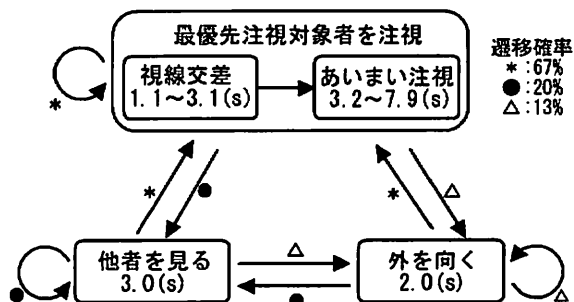 最優先注視対象者を注視
視線交差
1.1～3.1(s)
あいまい注視
3.2～7.9(s)
遷移確率
*:67%
●:20%
△:13%
*
*
●
*
△
他者を見る
3.0(s)
△
●
外を向く
2.0(s)
●
△